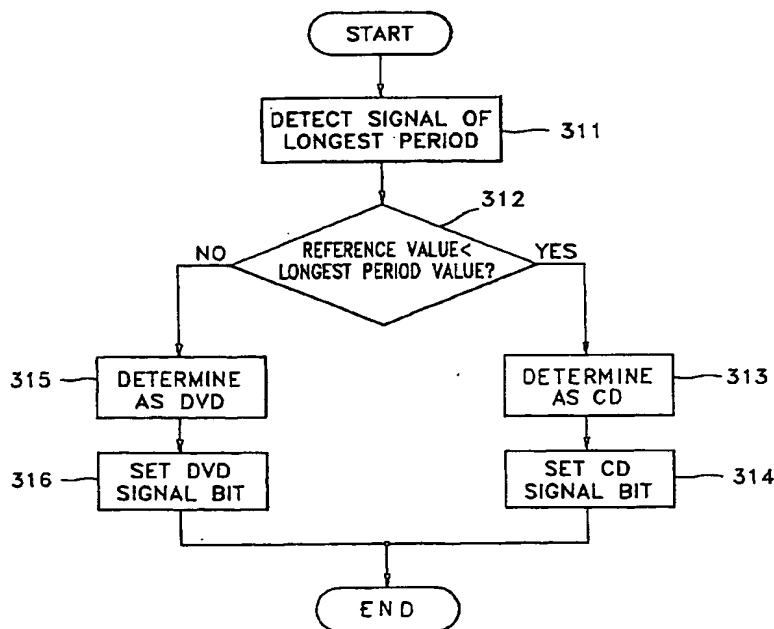 START
DETECT SIGNAL OF
LONGEST PERIOD
311
312
REFERENCE VALUE<
LONGEST PERIOD VALUE?
NO
YES
315
DETERMINE
AS DVD
DETERMINE
AS CD
313
316
SET DVD
SIGNAL BIT
SET CD
SIGNAL BIT
314
END